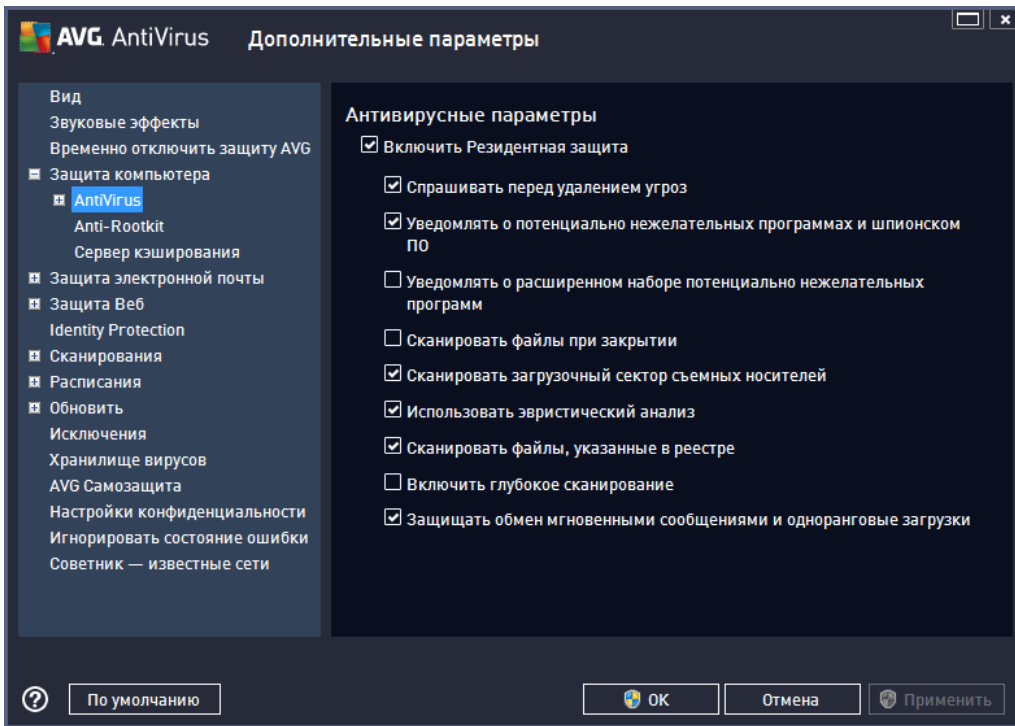 AVG. AntiVirus
Дополнительные параметры
Вид
Звуковые эффекты
Временно отключить защиту AVG
Защита компьютера
AntiVirus
Anti-Rootkit
Сервер кэширования
Защита электронной почты
Защита Веб
Identity Protection
Сканирования
Расписания
Обновить
Исключения
Хранилище вирусов
AVG Самозащита
Настройки конфиденциальности
Игнорировать состояние ошибки
Советник — известные сети
Антивирусные параметры
Включить Резидентная защита
Спрашивать перед удалением угроз
Уведомлять о потенциально нежелательных программах и шпионском
ПО
Уведомлять о расширенном наборе потенциально нежелательных
программ
Сканировать файлы при закрытии
Сканировать загрузочный сектор съемных носителей
Использовать эвристический анализ
Сканировать файлы, указанные в реестре
Включить глубокое сканирование
Защищать обмен мгновенными сообщениями и одноранговые загрузки
По умолчанию
OK
Отмена
Применить